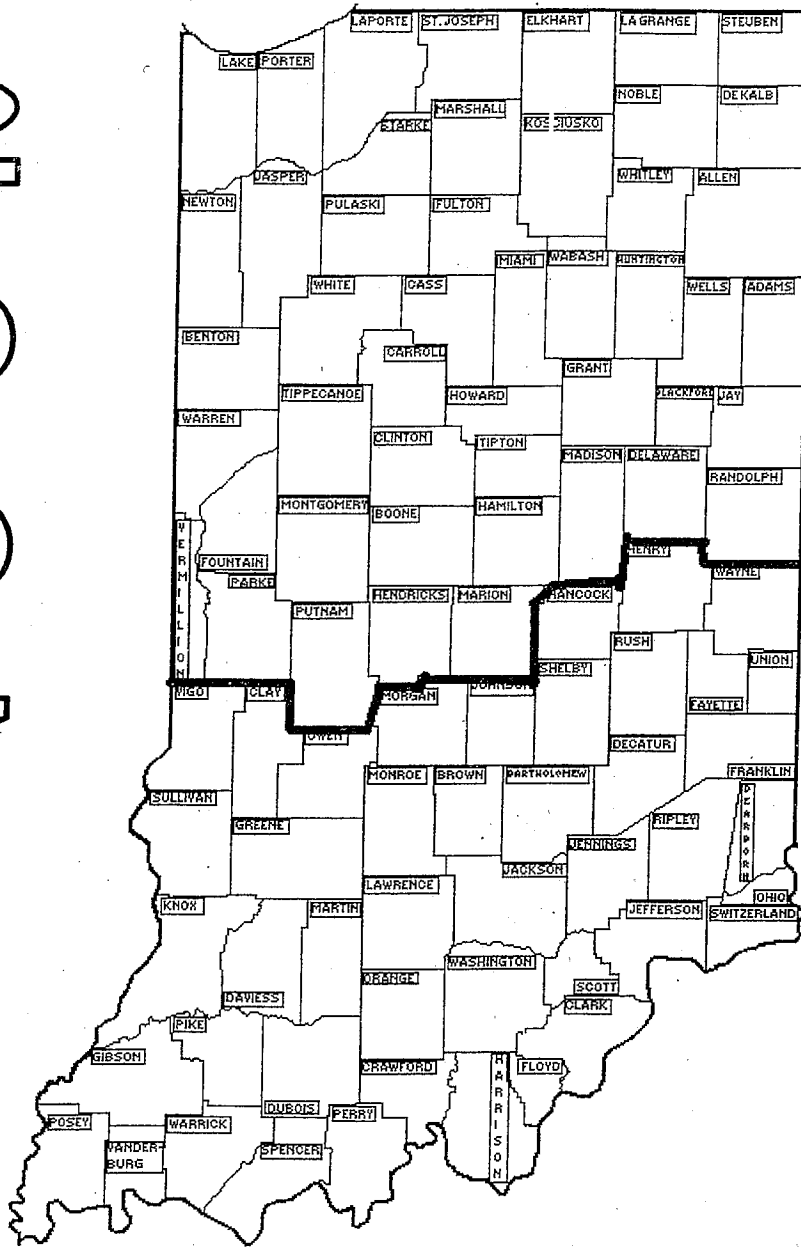 LAPORTE ST.JOSEPH ELKHART LAGRANGE STEUBEN
LAKE PORTER
NOBLE DEKALB
MARSHALL
STARKE KOSCIUSKO
JASPER WHITLEY ALLEN
NEWTON PULASKI FULTON
MIAMI WABASH HUNTINGTON
WHITE CASS WELLS ADAMS
BENTON
CARROLL
GRANT
TIPPECANOE HOWARD BLACKFORD JAY
WARREN
CLINTON TIPTON
MADISON DELAWARE
RANDOLPH
MONTGOMERY BOONE HAMILTON
VERMILLION
HENRY
FOUNTAIN
WAYNE
PARKE
HENDRICKS MARION HANCOCK
PUTNAM
RUSH
SHELBY UNION
VIGO CLAY MORGAN JOHNSON
FAYETTE
OWEN DECATUR
MONROE BROWN BARTHOLOMEW FRANKLIN
SULLIVAN
DEARBORN
GREENE RIPLEY
JENNINGS
JACKSON
LAWRENCE
OHIO
KNOX MARTIN JEFFERSON SWITZERLAND
WASHINGTON
ORANGE
SCOTT
DAVIESS CLARK
PIKE
GIBSON
CRAWFORD HARRISON FLOYD
DUBOIS PERRY
POSEY WARRICK
VANDER-
BURG
SPENCER